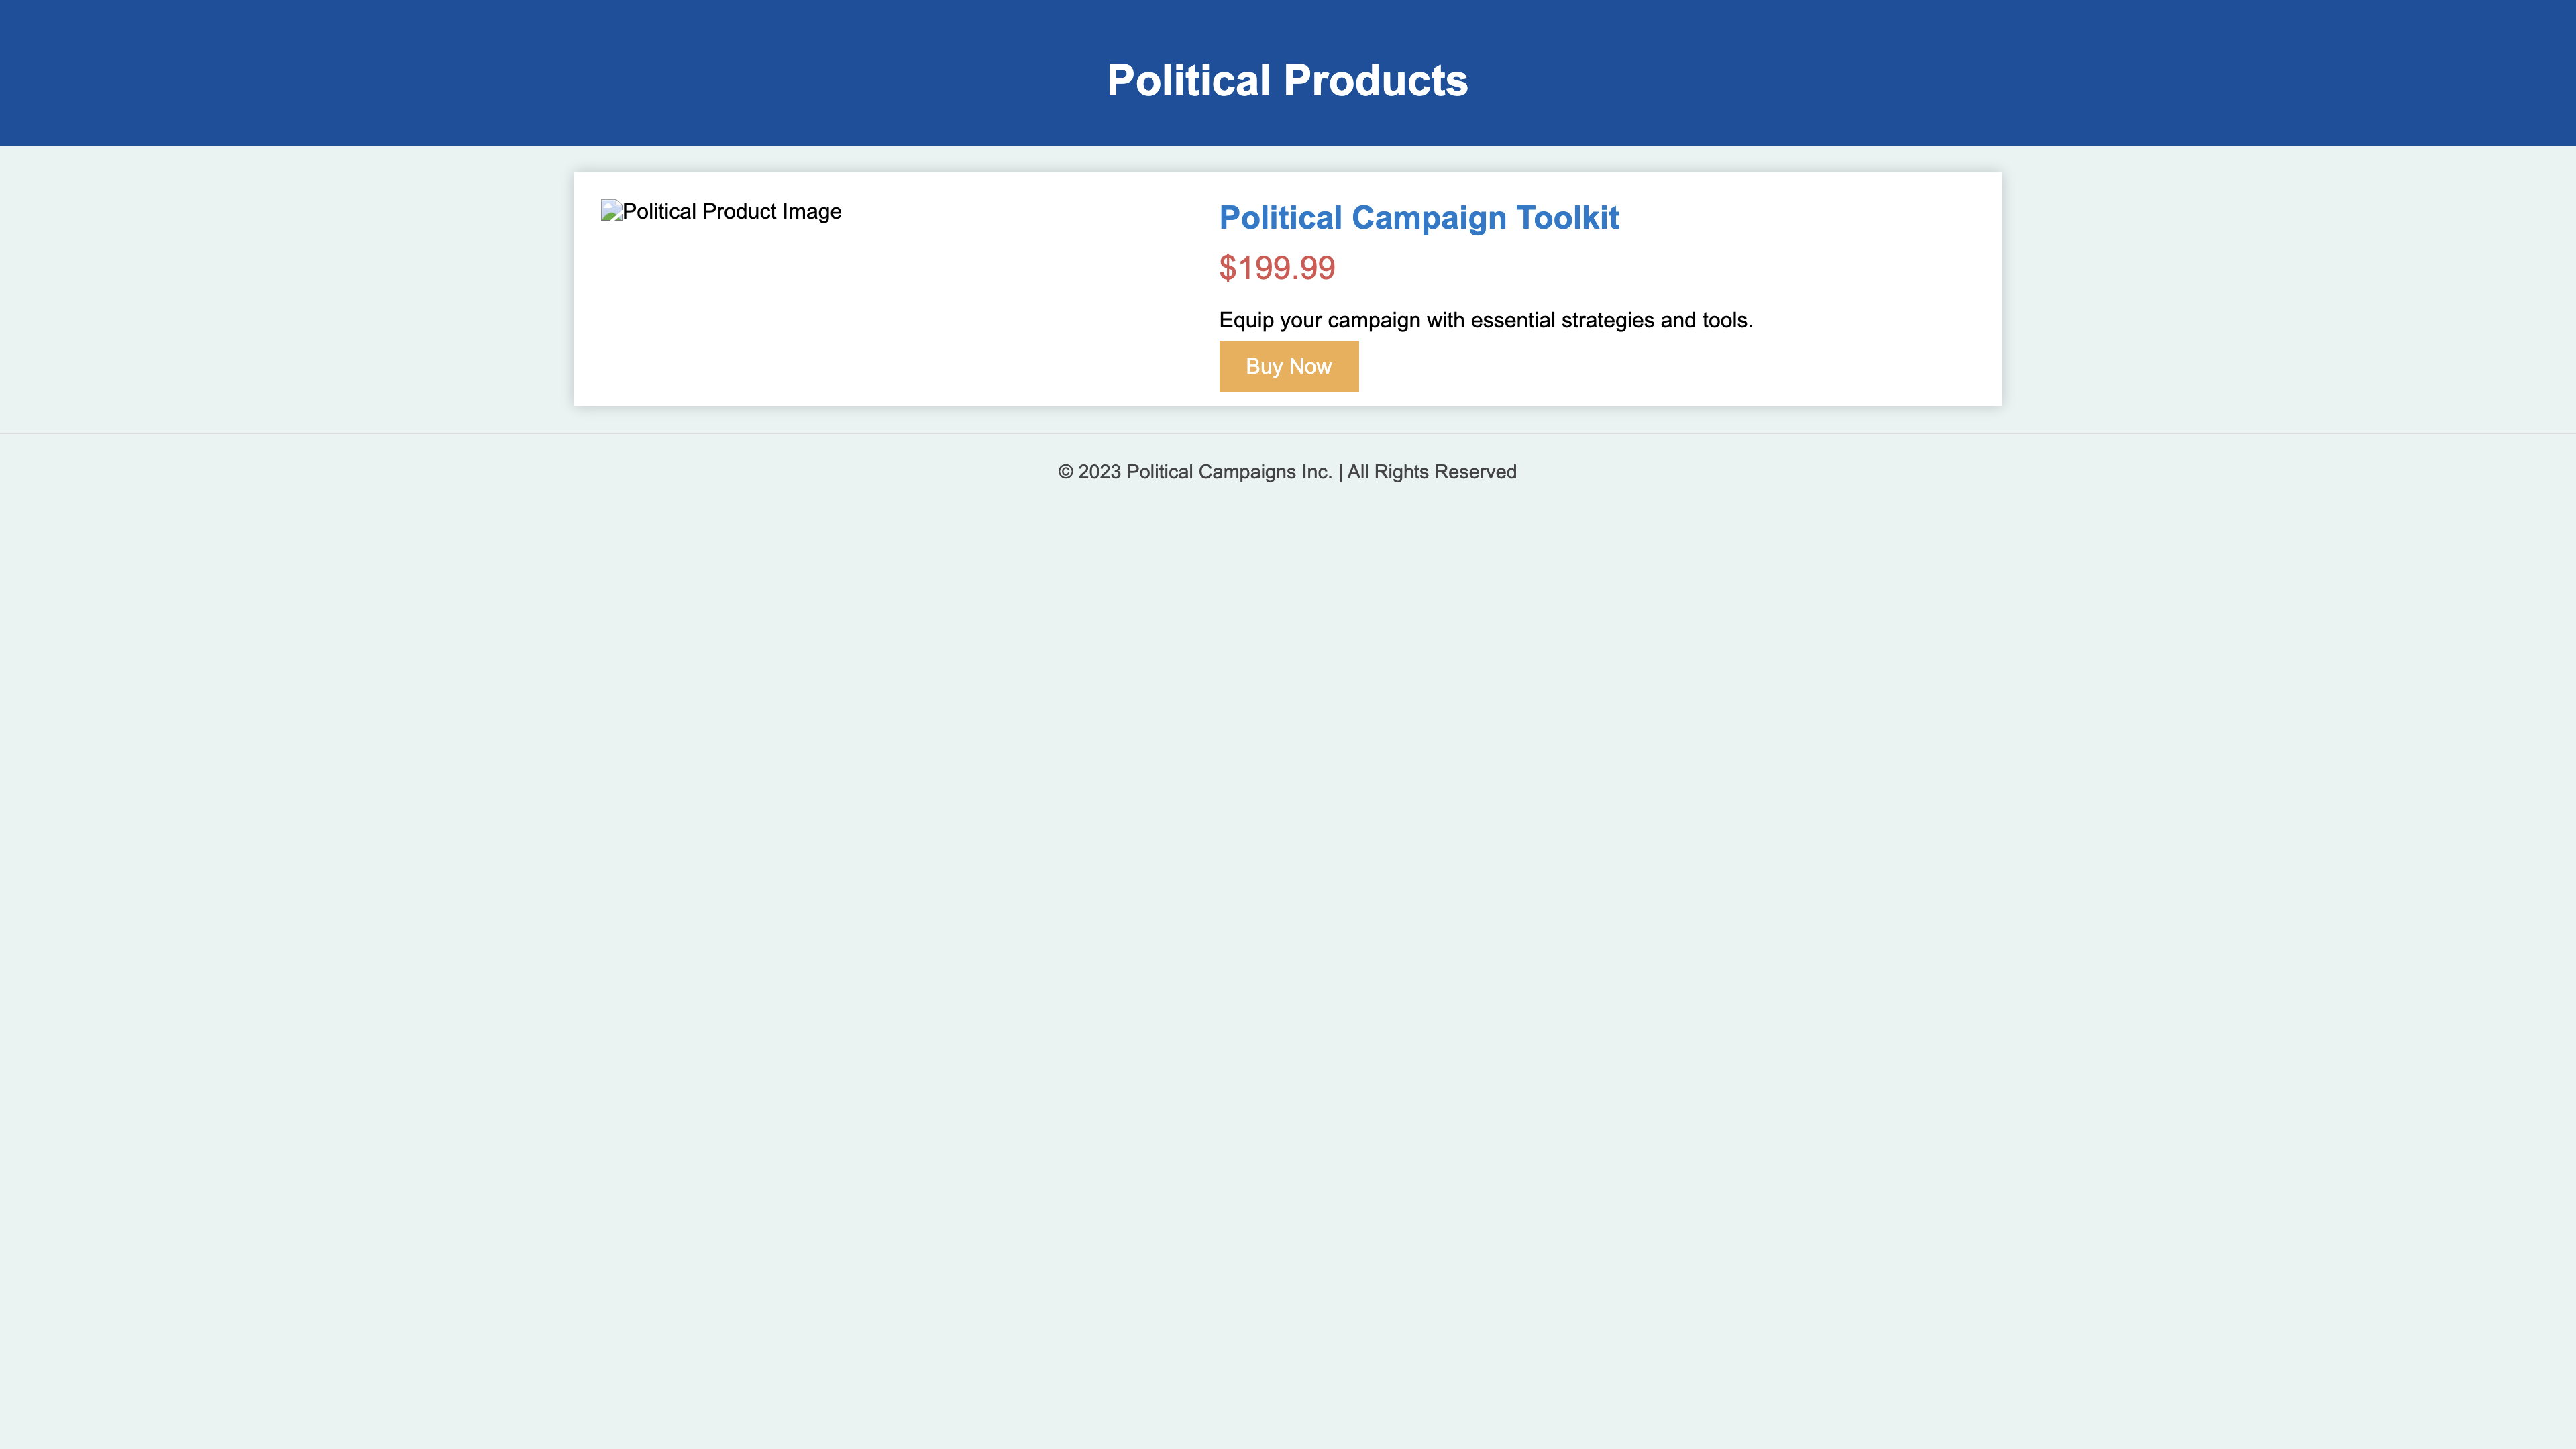 Political Products
Political Product Image
Political Campaign Toolkit
$199.99
Equip your campaign with essential strategies and tools.
Buy Now
© 2023 Political Campaigns Inc. | All Rights Reserved